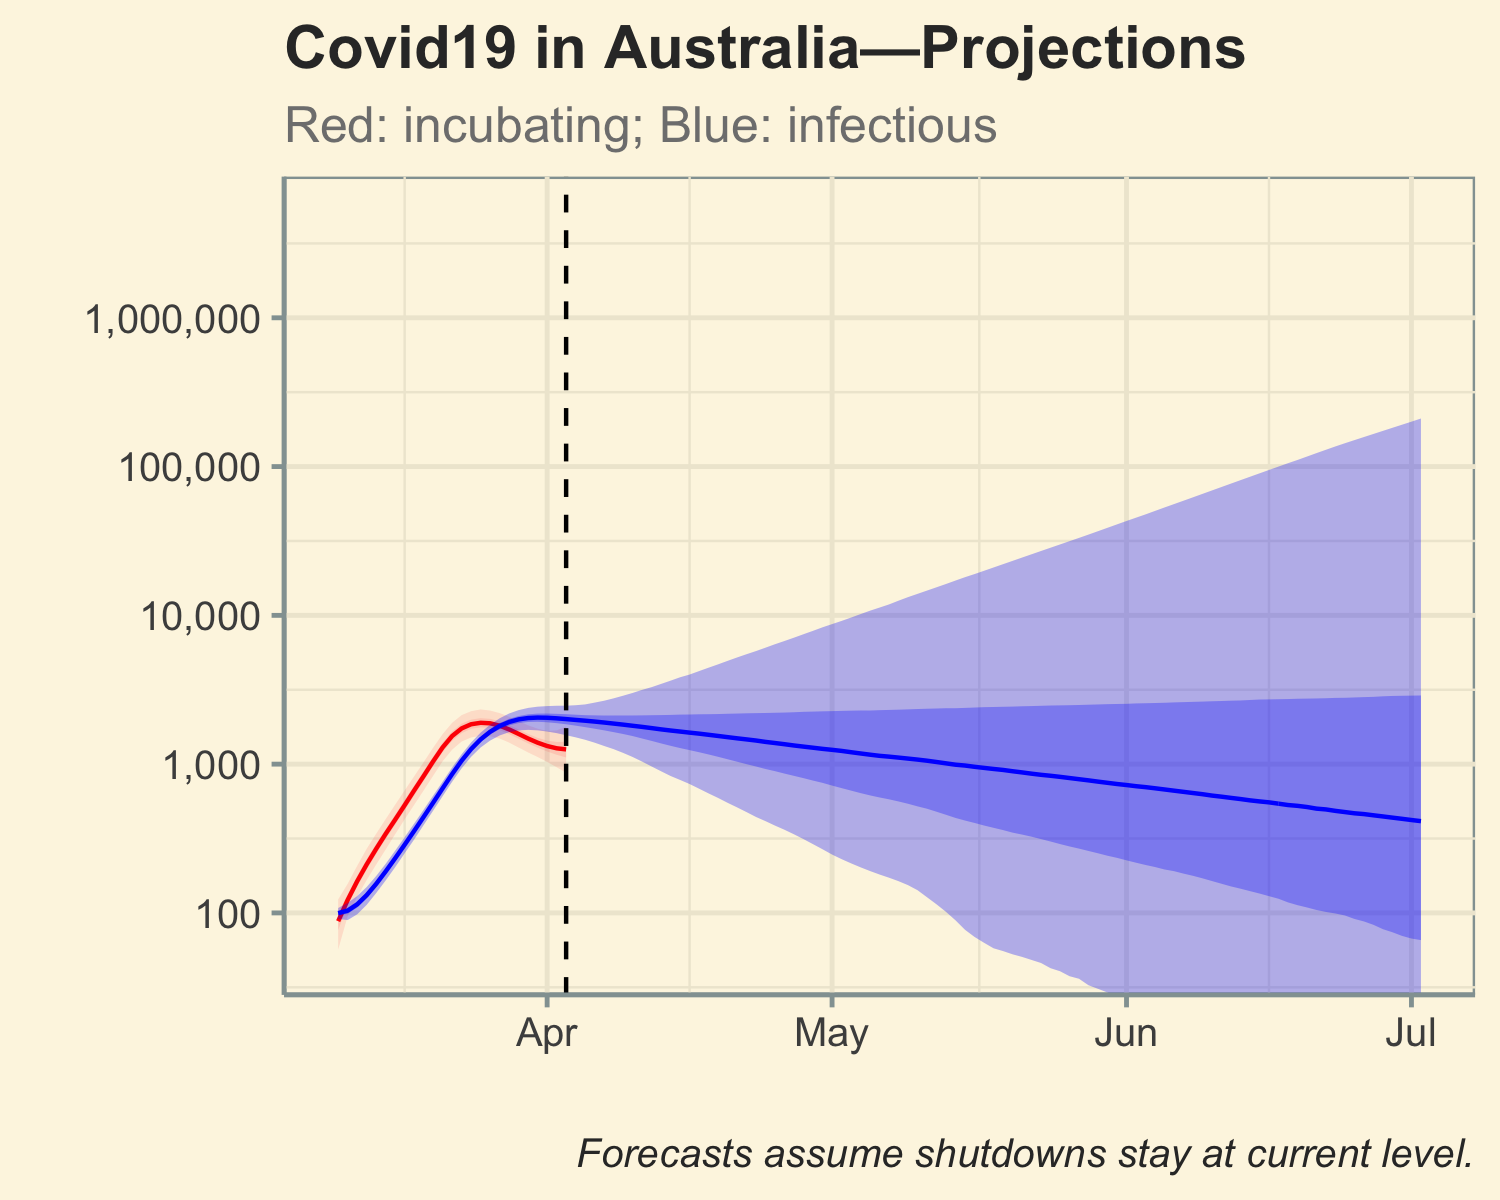 Covid19 in Australia—Projections
Red: incubating; Blue: infectious
1,000,000
100,000
10,000
1,000
100
Apr May Jun Jul
Forecasts assume shutdowns stay at current level.